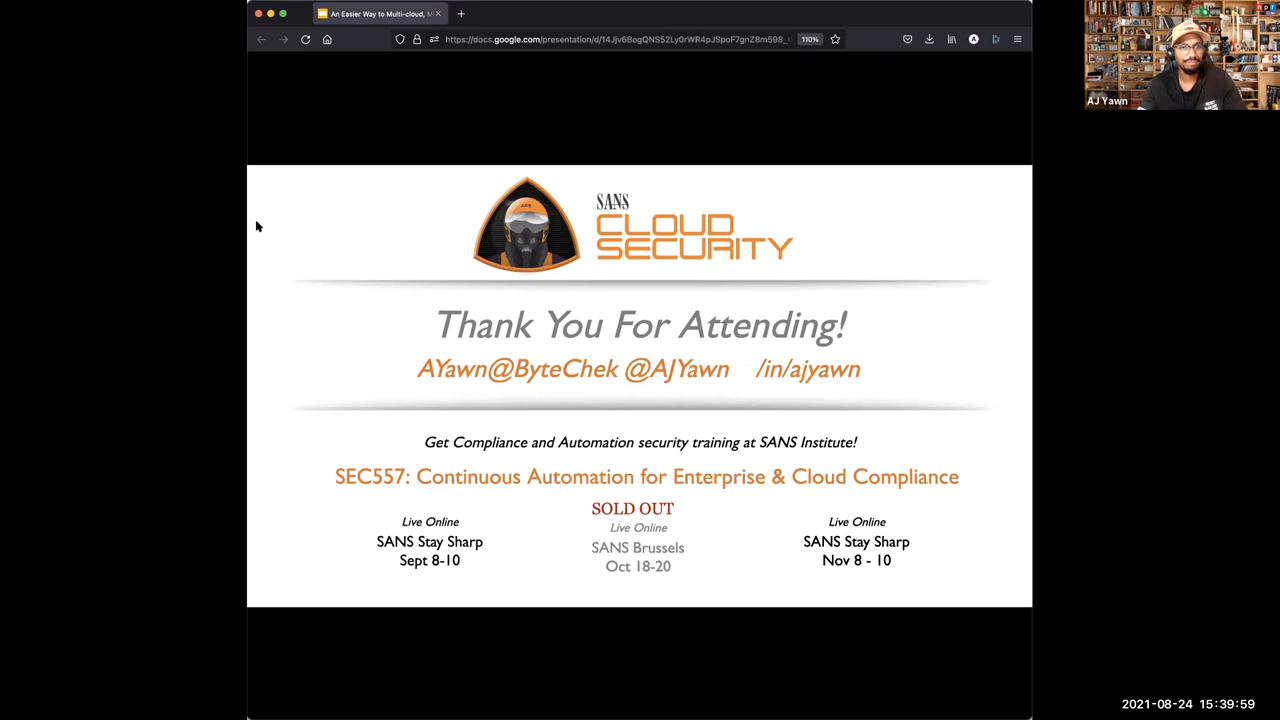 An Easier Way to Multi-cloud, M
https://docs.google.com/presentation/d/14Jjv6BogQNS52Ly0rWR4pJSpoF7gnZ8m598_
110%
npr
AJ Yawn
SANS
CLOUD
SECURITY
Thank You For Attending!
AYawn@ByteChek @AJYawn /in/ajyawn
Get Compliance and Automation security training at SANS Institute!
SEC557: Continuous Automation for Enterprise & Cloud Compliance
Live Online
SANS Stay Sharp
Sept 8-10
SOLD OUT
Live Online
SANS Brussels
Oct 18-20
Live Online
SANS Stay Sharp
Nov 8 - 10
2021-08-24 15:39:59